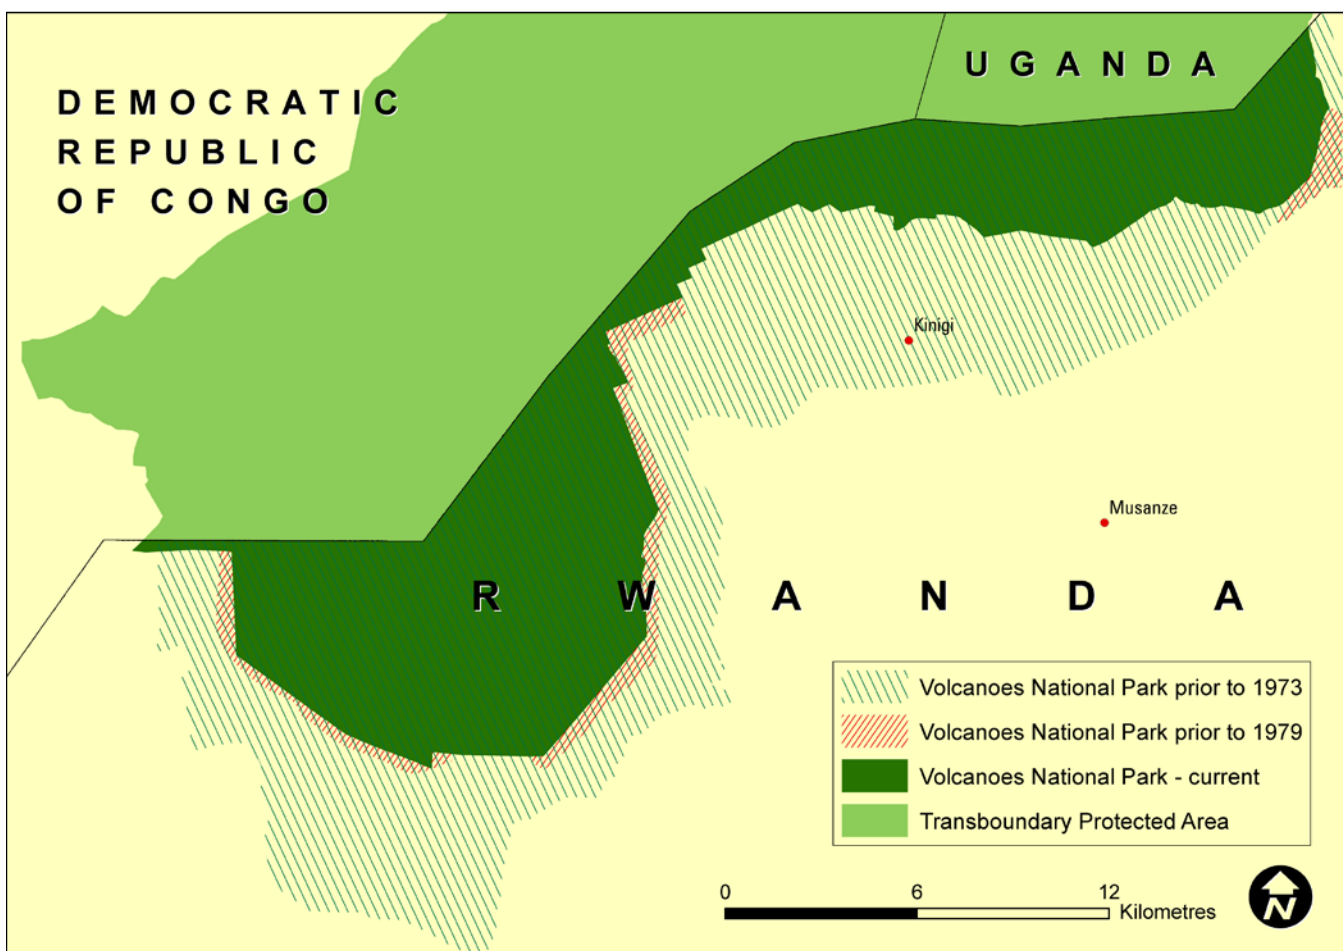 DEMOCRATIC
REPUBLIC
OF CONGO
UGANDA
Kinigi
Musanze
RWANDA
Volcanoes National Park prior to 1973
Volcanoes National Park prior to 1979
Volcanoes National Park - current
Transboundary Protected Area
0 6 12
Kilometres
N